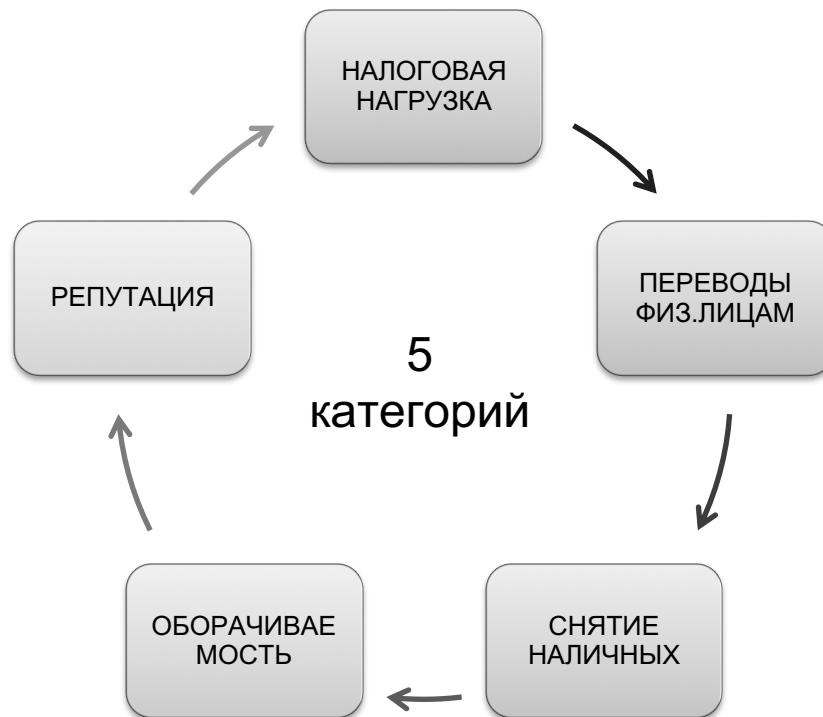 НАЛОГОВАЯ
НАГРУЗКА
ПЕРЕВОДЫ
ФИЗ.ЛИЦАМ
СНЯТИЕ
НАЛИЧНЫХ
ОБОРАЧИВАЕ
МОСТЬ
РЕПУТАЦИЯ
5
категорий